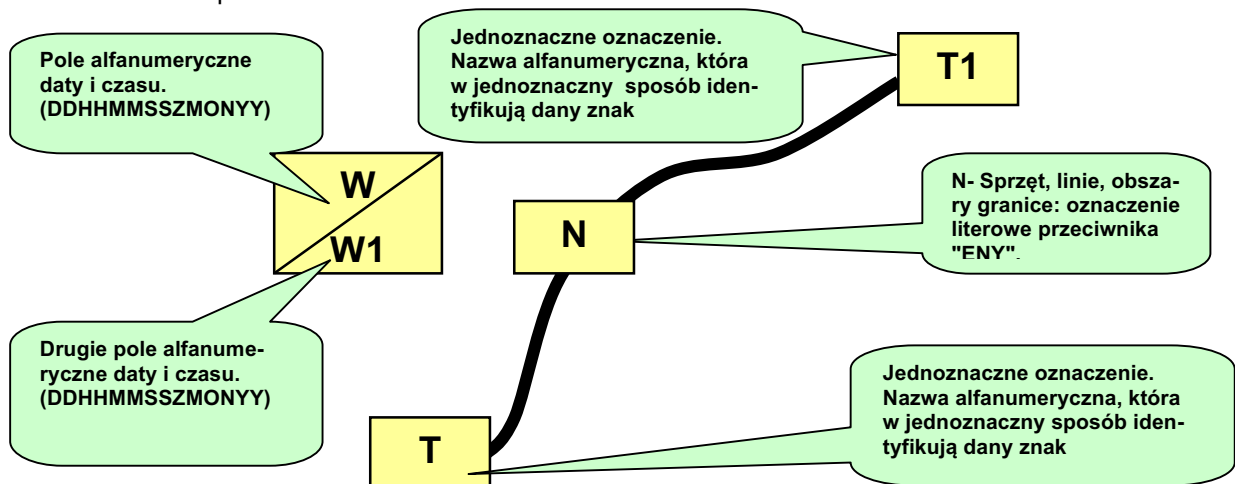 Pole alfanumeryczne
daty i czasu.
(DDHHMMSSZMONYY)
Jednoznaczne oznaczenie.
Nazwa alfanumeryczna, która
w jednoznaczny sposób iden-
tyfikują dany znak
T1
W
W1
N
N- Sprzęt, linie, obsza-
ry granice: oznaczenie
literowe przeciwnika
"ENY".
Drugie pole alfanume-
ryczne daty i czasu.
(DDHHMMSSZMONYY)
T
Jednoznaczne oznaczenie.
Nazwa alfanumeryczna, która
w jednoznaczny sposób iden-
tyfikują dany znak